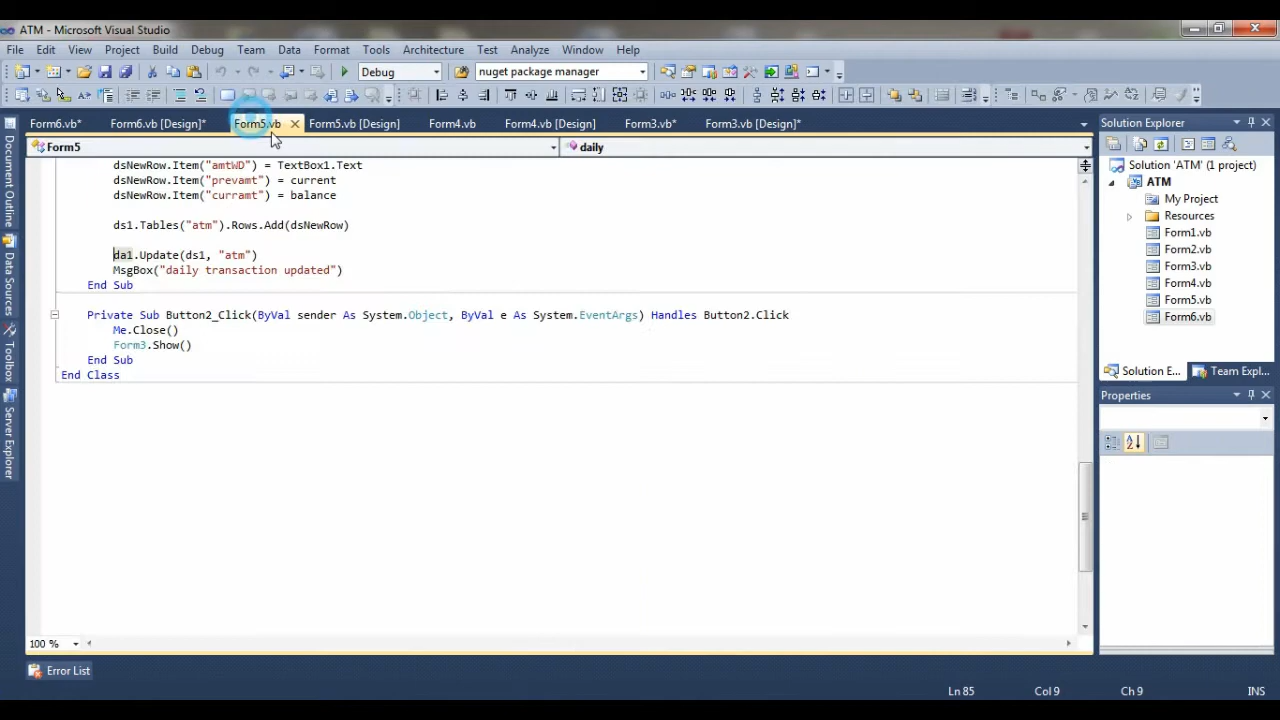 ATM - Microsoft Visual Studio
File Edit View Project Build Debug Team Data Format Tools Architecture Test Analyze Window Help
Debug nuget package manager
Form6.vb* Form6.vb [Design]* Form5.vb Form5.vb [Design] Form4.vb Form4.vb [Design] Form3.vb* Form3.vb [Design]*
Form5 daily
dsNewRow.Item("amtWD") = TextBox1.Text
dsNewRow.Item("prevamt") = current
dsNewRow.Item("curramt") = balance
ds1.Tables("atm").Rows.Add(dsNewRow)
da1.Update(ds1, "atm")
MsgBox("daily transaction updated")
End Sub
Private Sub Button2_Click(ByVal sender As System.Object, ByVal e As System.EventArgs) Handles Button2.Click
Me.Close()
Form3.Show()
End Sub
End Class
100 %
Error List
Ln 85 Col 9 Ch 9 INS
Document Outline
Data Sources
Toolbox
Server Explorer
Solution Explorer
Solution 'ATM' (1 project)
ATM
My Project
Resources
Form1.vb
Form2.vb
Form3.vb
Form4.vb
Form5.vb
Form6.vb
Solution E... Team Expl...
Properties